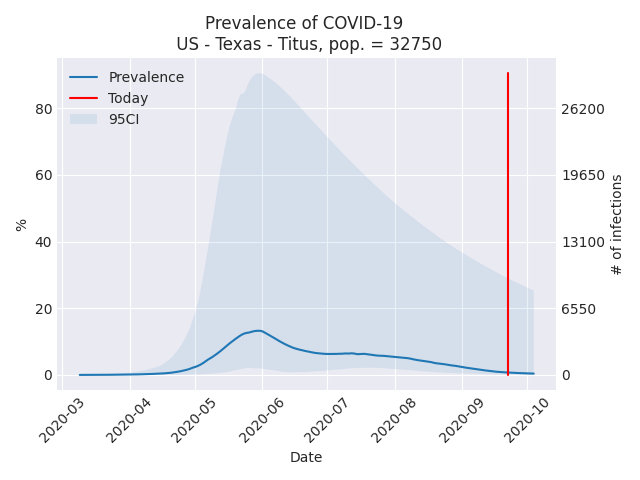 Prevalence of COVID-19
US - Texas - Titus, pop. = 32750
Prevalence
Today
95CI
80
60
40
20
0
%
26200
19650
13100
6550
0
# of infections
2020-03
2020-04
2020-05
2020-06
2020-07
2020-08
2020-09
2020-10
Date